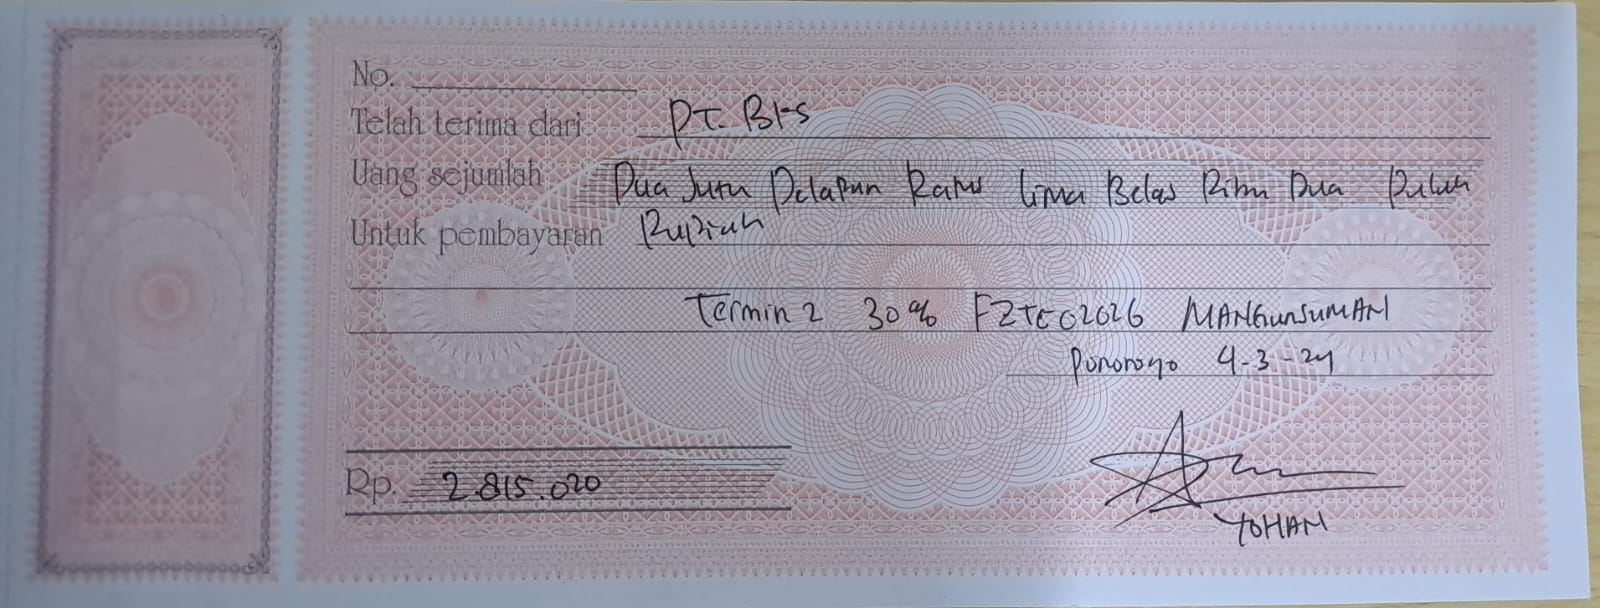 No.
Telah terima dari PT. BKS
Uang sejumlah Dua Juta Delapan Ratus Lima Belas Ribu Dua Puluh
Untuk pembayaran Rupiah
Termin 2 30% FZTE02026 MANGUNSUMAN
Ponorogo 4-3-24
Rp. 2.815.020
YOHAN